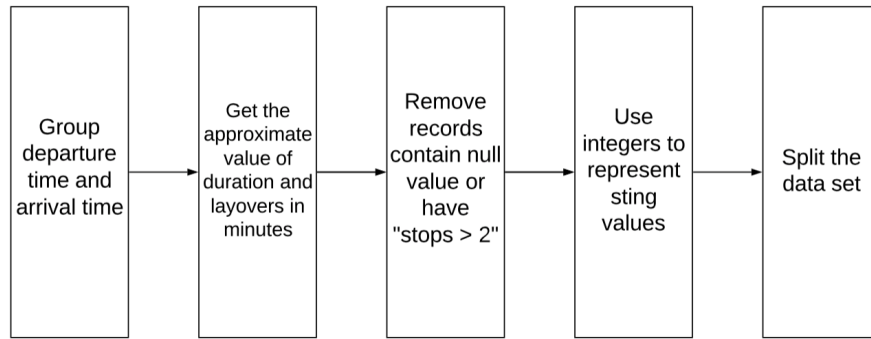 Group
departure
time and
arrival time
Get the
approximate
value of
duration and
layovers in
minutes
Remove
records
contain null
value or
have
"stops > 2"
Use
integers to
represent
sting
values
Split the
data set